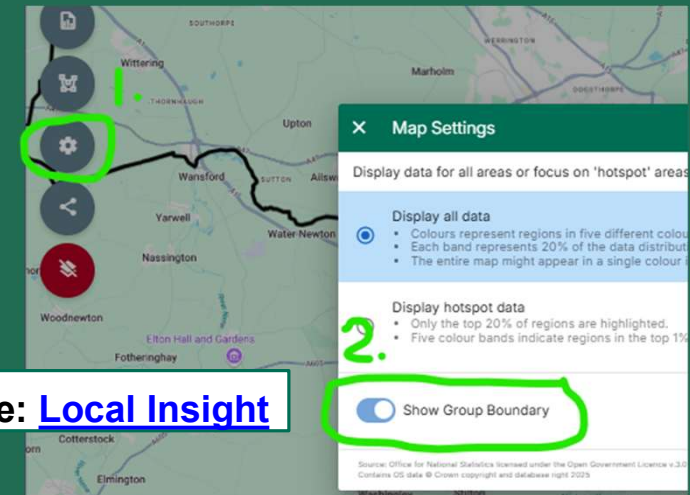 SOUTHORPE
WERRINGTON
Wittering
Marholm
DOGSTHORPE
1.
THORNHAUGH
Upton
Map Settings
Display data for all areas or focus on 'hotspot' areas
Wansford
SUTTON
Ailsw
Display all data
Colours represent regions in five different colou
Each band represents 20% of the data distribut
The entire map might appear in a single colour i
Yarwell
Water Newton
Nassington
Display hotspot data
Only the top 20% of regions are highlighted.
Five colour bands indicate regions in the top 1%
2.
Woodnewton
Elton Hall and Gardens
Fotheringhay
A605
e: Local Insight
Show Group Boundary
Cotterstock
Elmington
Source: Office for National Statistics licensed under the Open Government Licence v.3.0
Contains OS data © Crown copyright and database right 2025